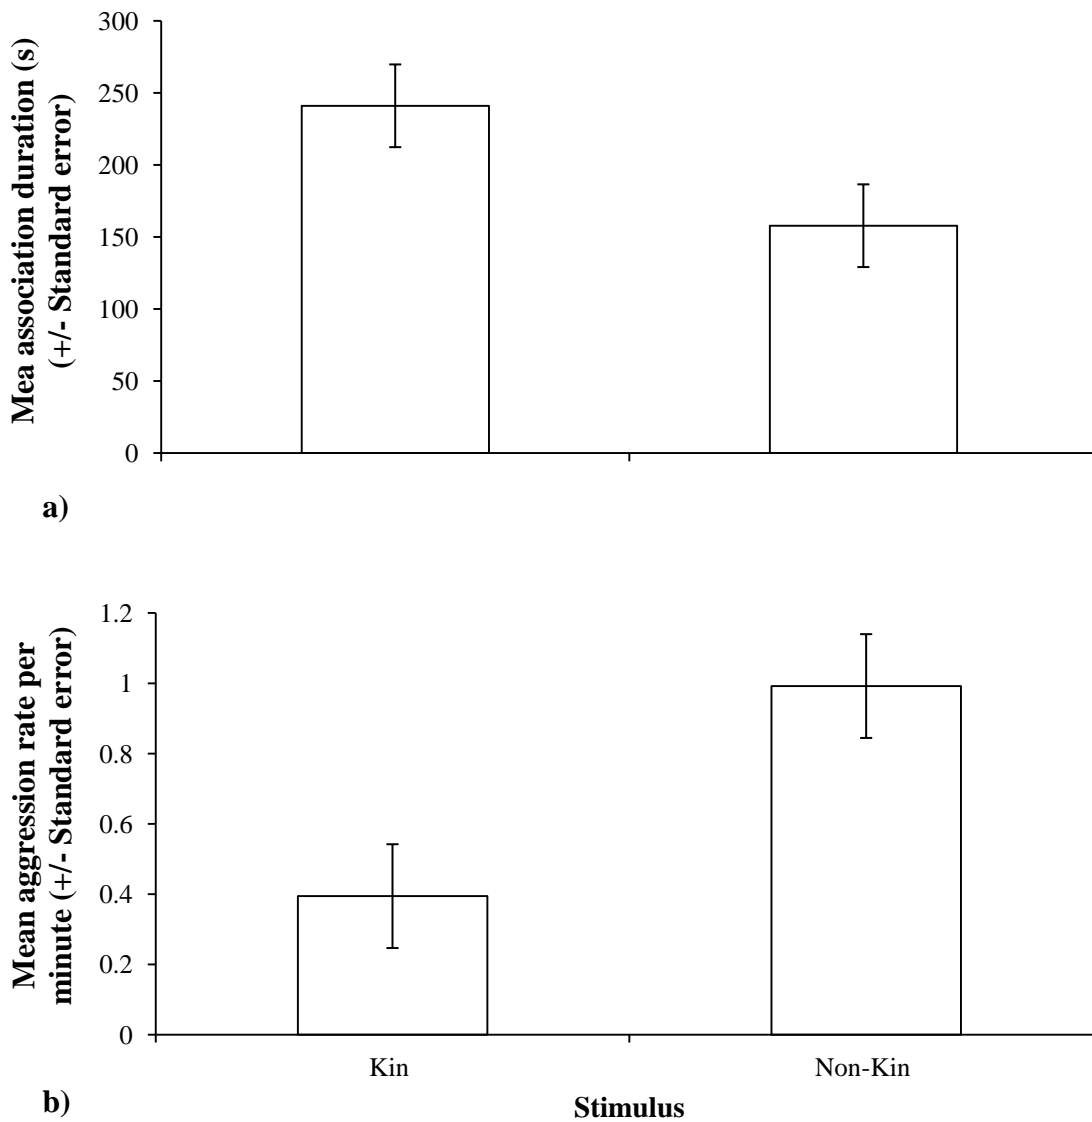 Mea association duration (s)
(+/- Standard error)
300
250
200
150
100
50
0
a)
Mean aggression rate per
minute (+/- Standard error)
1.2
1
0.8
0.6
0.4
0.2
0
Kin
Non-Kin
b)
Stimulus